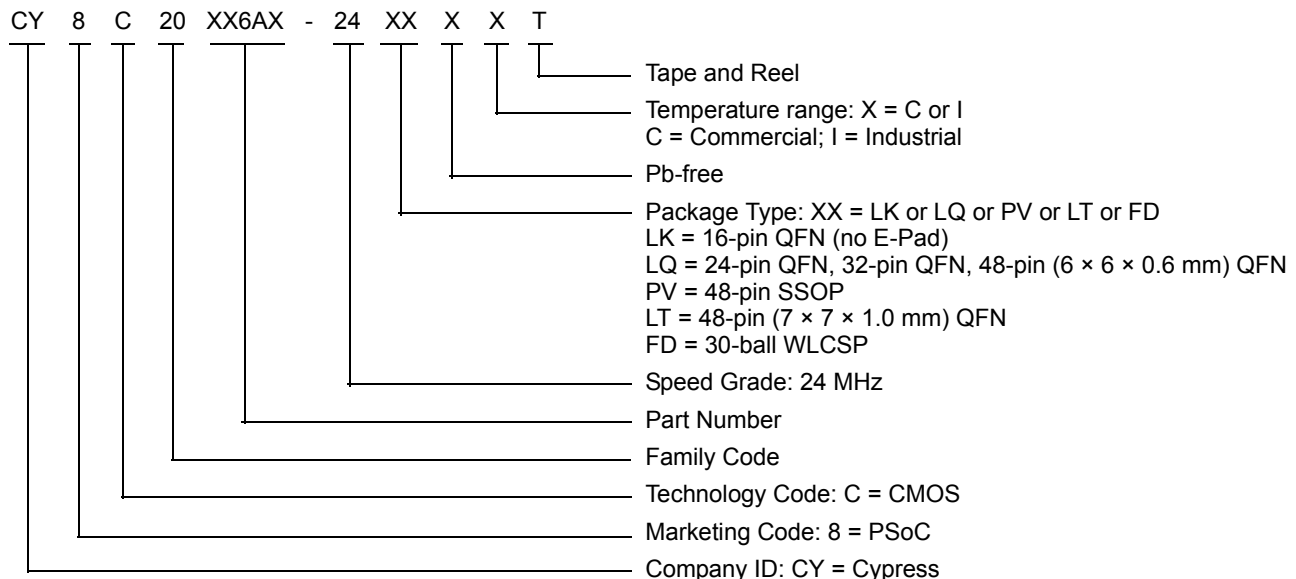 CY 8 C 20 XX6AX - 24 XX X X T
Tape and Reel
Temperature range: X = C or I
C = Commercial; I = Industrial
Pb-free
Package Type: XX = LK or LQ or PV or LT or FD
LK = 16-pin QFN (no E-Pad)
LQ = 24-pin QFN, 32-pin QFN, 48-pin (6 × 6 × 0.6 mm) QFN
PV = 48-pin SSOP
LT = 48-pin (7 × 7 × 1.0 mm) QFN
FD = 30-ball WLCSP
Speed Grade: 24 MHz
Part Number
Family Code
Technology Code: C = CMOS
Marketing Code: 8 = PSoC
Company ID: CY = Cypress